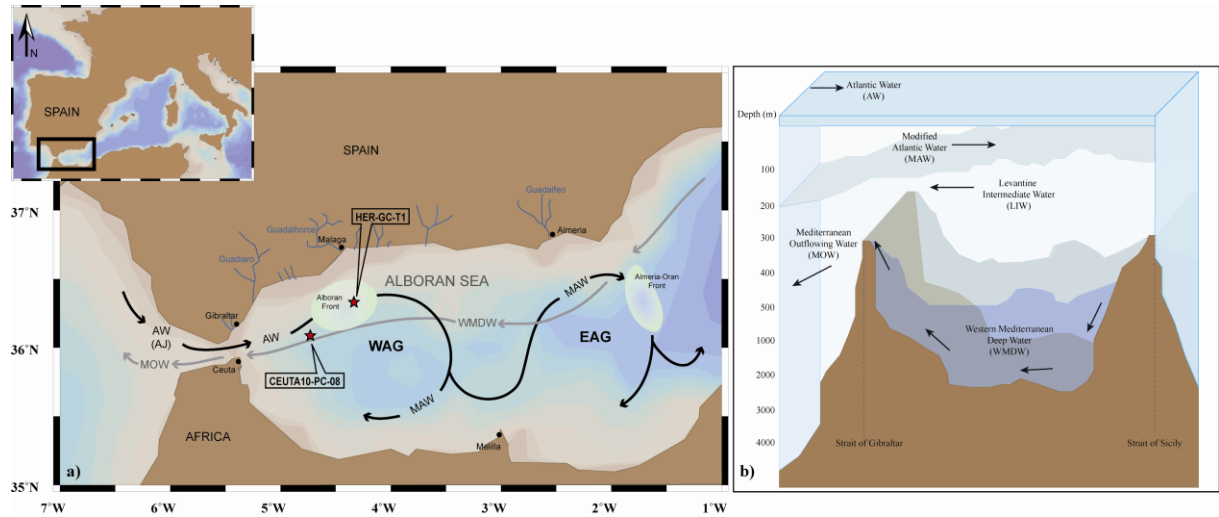 N
SPAIN
SPAIN
37°N
36°N
35°N
Guadalfeo
HER-GC-T1
Guadalhorce
Malaga
Almeria
Guadiaro
ALBORAN SEA
Almeria-Oran
Front
Alboran
Front
MAW
Gibraltar
AW
(AJ)
AW
WMDW
MOW
WAG
EAG
Ceuta
CEUTA10-PC-08
MAW
AFRICA
Melilla
a)
7°W
6°W
5°W
4°W
3°W
2°W
1°W
Atlantic Water
(AW)
Depth (m)
Modified
Atlantic Water
(MAW)
100
Levantine
Intermediate Water
(LIW)
200
Mediterranean
Outflowing Water
(MOW)
300
400
500
Western Mediterranean
Deep Water
(WMDW)
1000
2000
3000
4000
Strait of Gibraltar
Strait of Sicily
b)